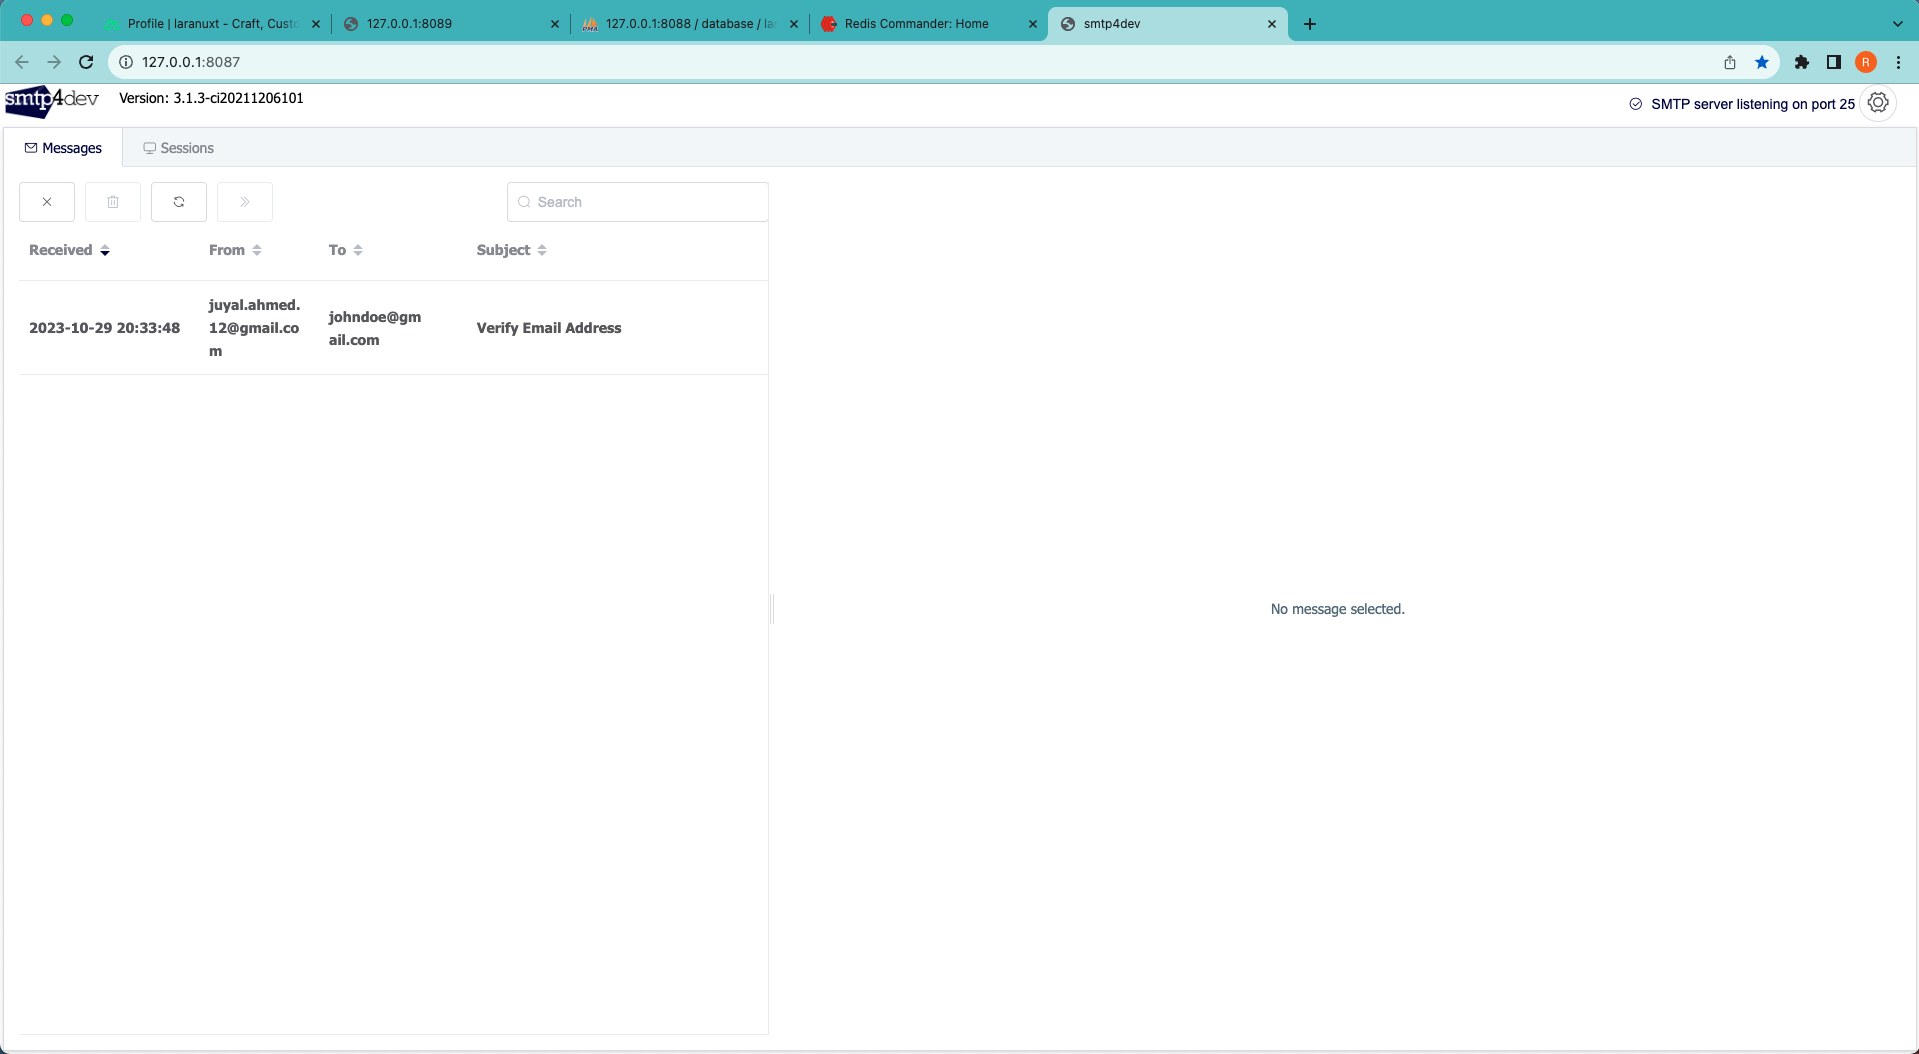 Profile | laranuxt - Craft, Custo
127.0.0.1:8089
127.0.0.1:8088 / database / la
Redis Commander: Home
smtp4dev
127.0.0.1:8087
R
smtp4dev
Version: 3.1.3-ci20211206101
SMTP server listening on port 25
Messages
Sessions
Search
Received
From
To
Subject
2023-10-29 20:33:48
juyal.ahmed.
12@gmail.co
m
johndoe@gm
ail.com
Verify Email Address
No message selected.